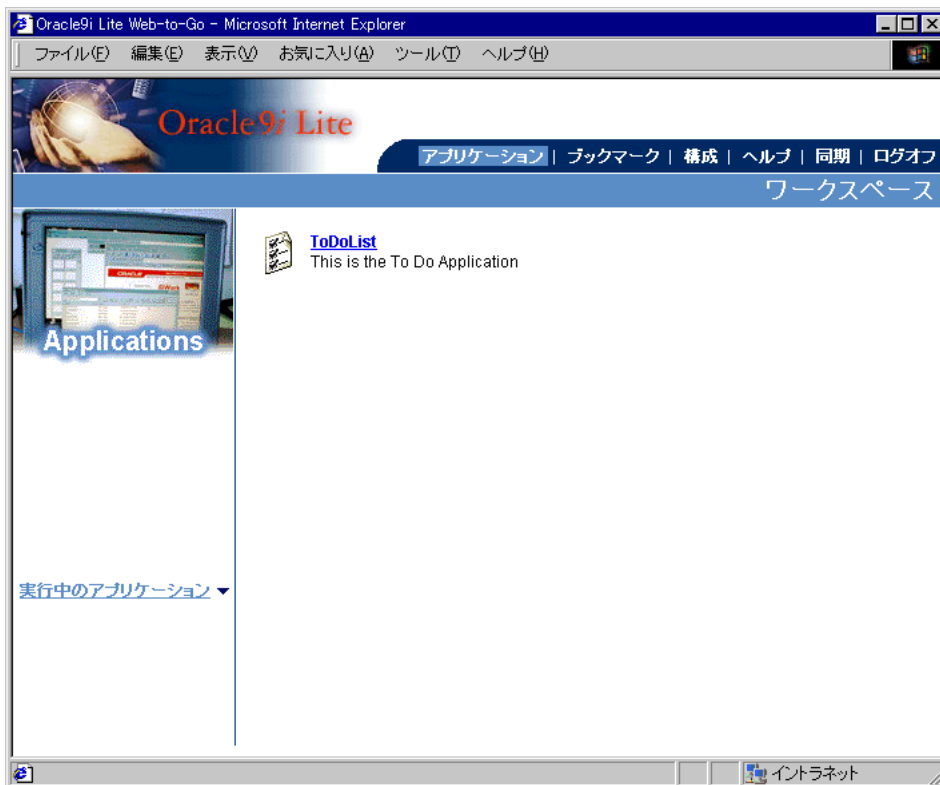 Oracle9i Lite Web-to-Go - Microsoft Internet Explorer
ファイル(F) 編集(E) 表示(V) お気に入り(A) ツール(T) ヘルプ(H)
Oracle9i Lite
アプリケーション | ブックマーク | 構成 | ヘルプ | 同期 | ログオフ
ワークスペース
ORACLE
Applications
ToDoList
This is the To Do Application
実行中のアプリケーション
イントラネット